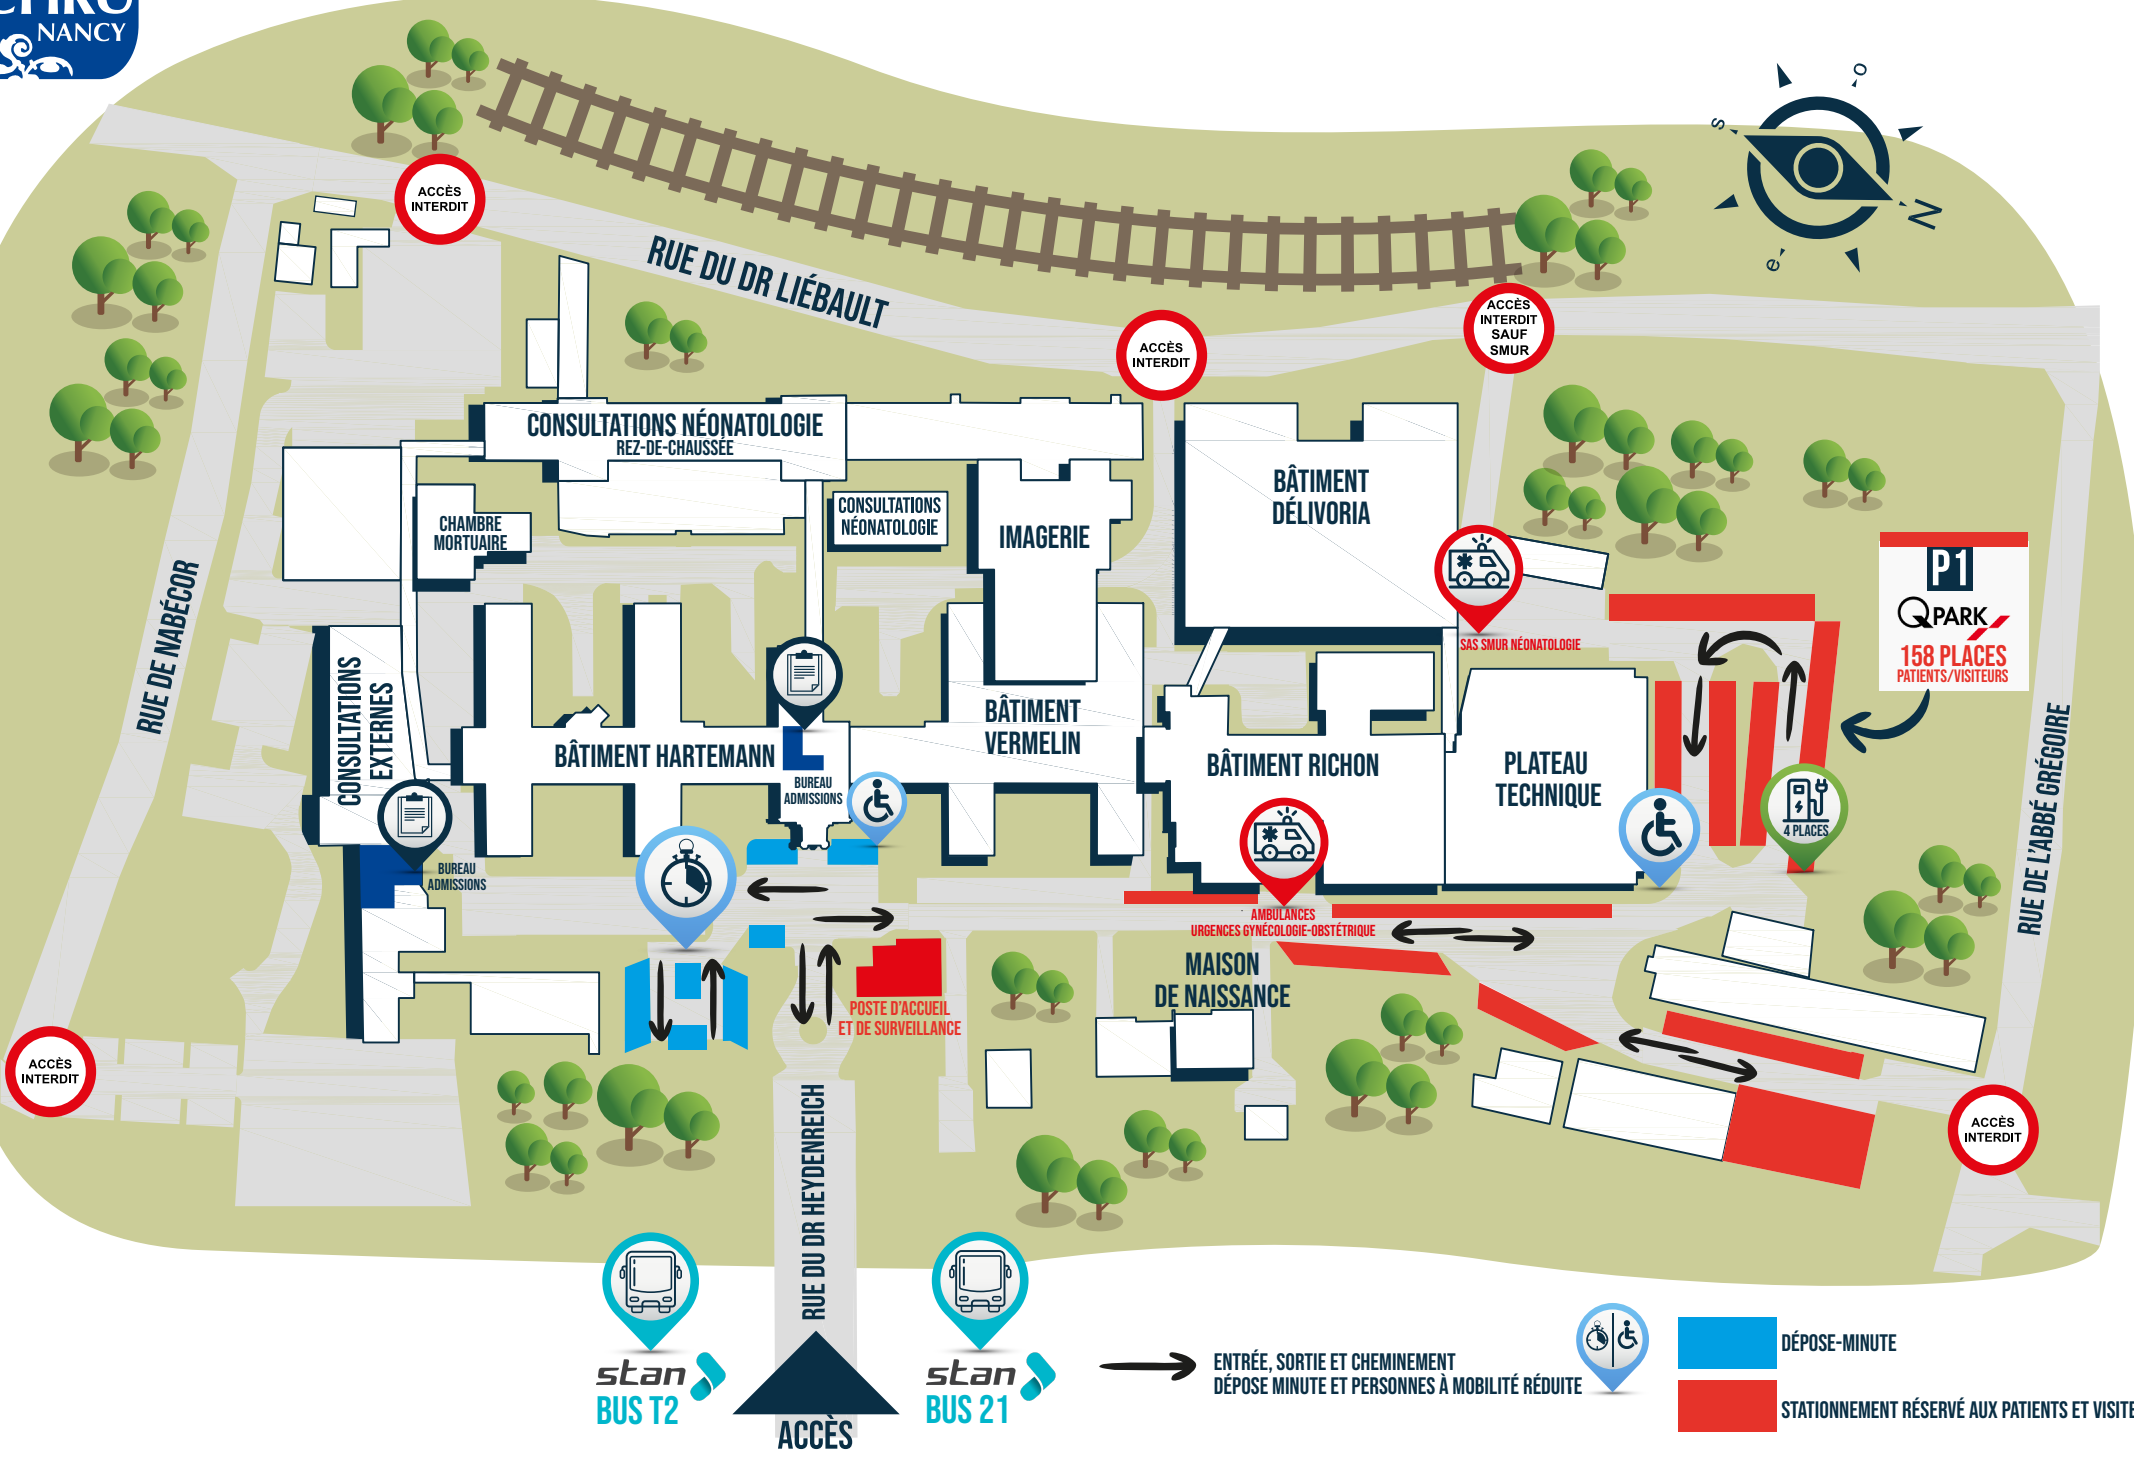 NANCY
o
s
N
e
ACCÈS
INTERDIT
RUE DU DR LIÉBAULT
ACCÈS
INTERDIT
ACCÈS
INTERDIT
SAUF
SMUR
CONSULTATIONS NÉONATOLOGIE
REZ-DE-CHAUSSÉE
CHAMBRE
MORTUAIRE
CONSULTATIONS
NÉONATOLOGIE
IMAGERIE
BÂTIMENT
DÉLIVORIA
SAS SMUR NÉONATOLOGIE
P1
Q PARK
158 PLACES
PATIENTS/VISITEURS
RUE DE NABÉCOR
CONSULTATIONS
EXTERNES
BÂTIMENT HARTEMANN
BUREAU
ADMISSIONS
BÂTIMENT
VERMELIN
BÂTIMENT RICHON
PLATEAU
TECHNIQUE
4 PLACES
RUE DE L'ABBÉ GRÉGOIRE
BUREAU
ADMISSIONS
AMBULANCES
URGENCES GYNÉCOLOGIE-OBSTÉTRIQUE
MAISON
DE NAISSANCE
POSTE D'ACCUEIL
ET DE SURVEILLANCE
ACCÈS
INTERDIT
ACCÈS
INTERDIT
RUE DU DR HEYDENREICH
stan
BUS T2
ACCÈS
stan
BUS 21
ENTRÉE, SORTIE ET CHEMINEMENT
DÉPOSE MINUTE ET PERSONNES À MOBILITÉ RÉDUITE
DÉPOSE-MINUTE
STATIONNEMENT RÉSERVÉ AUX PATIENTS ET VISITE